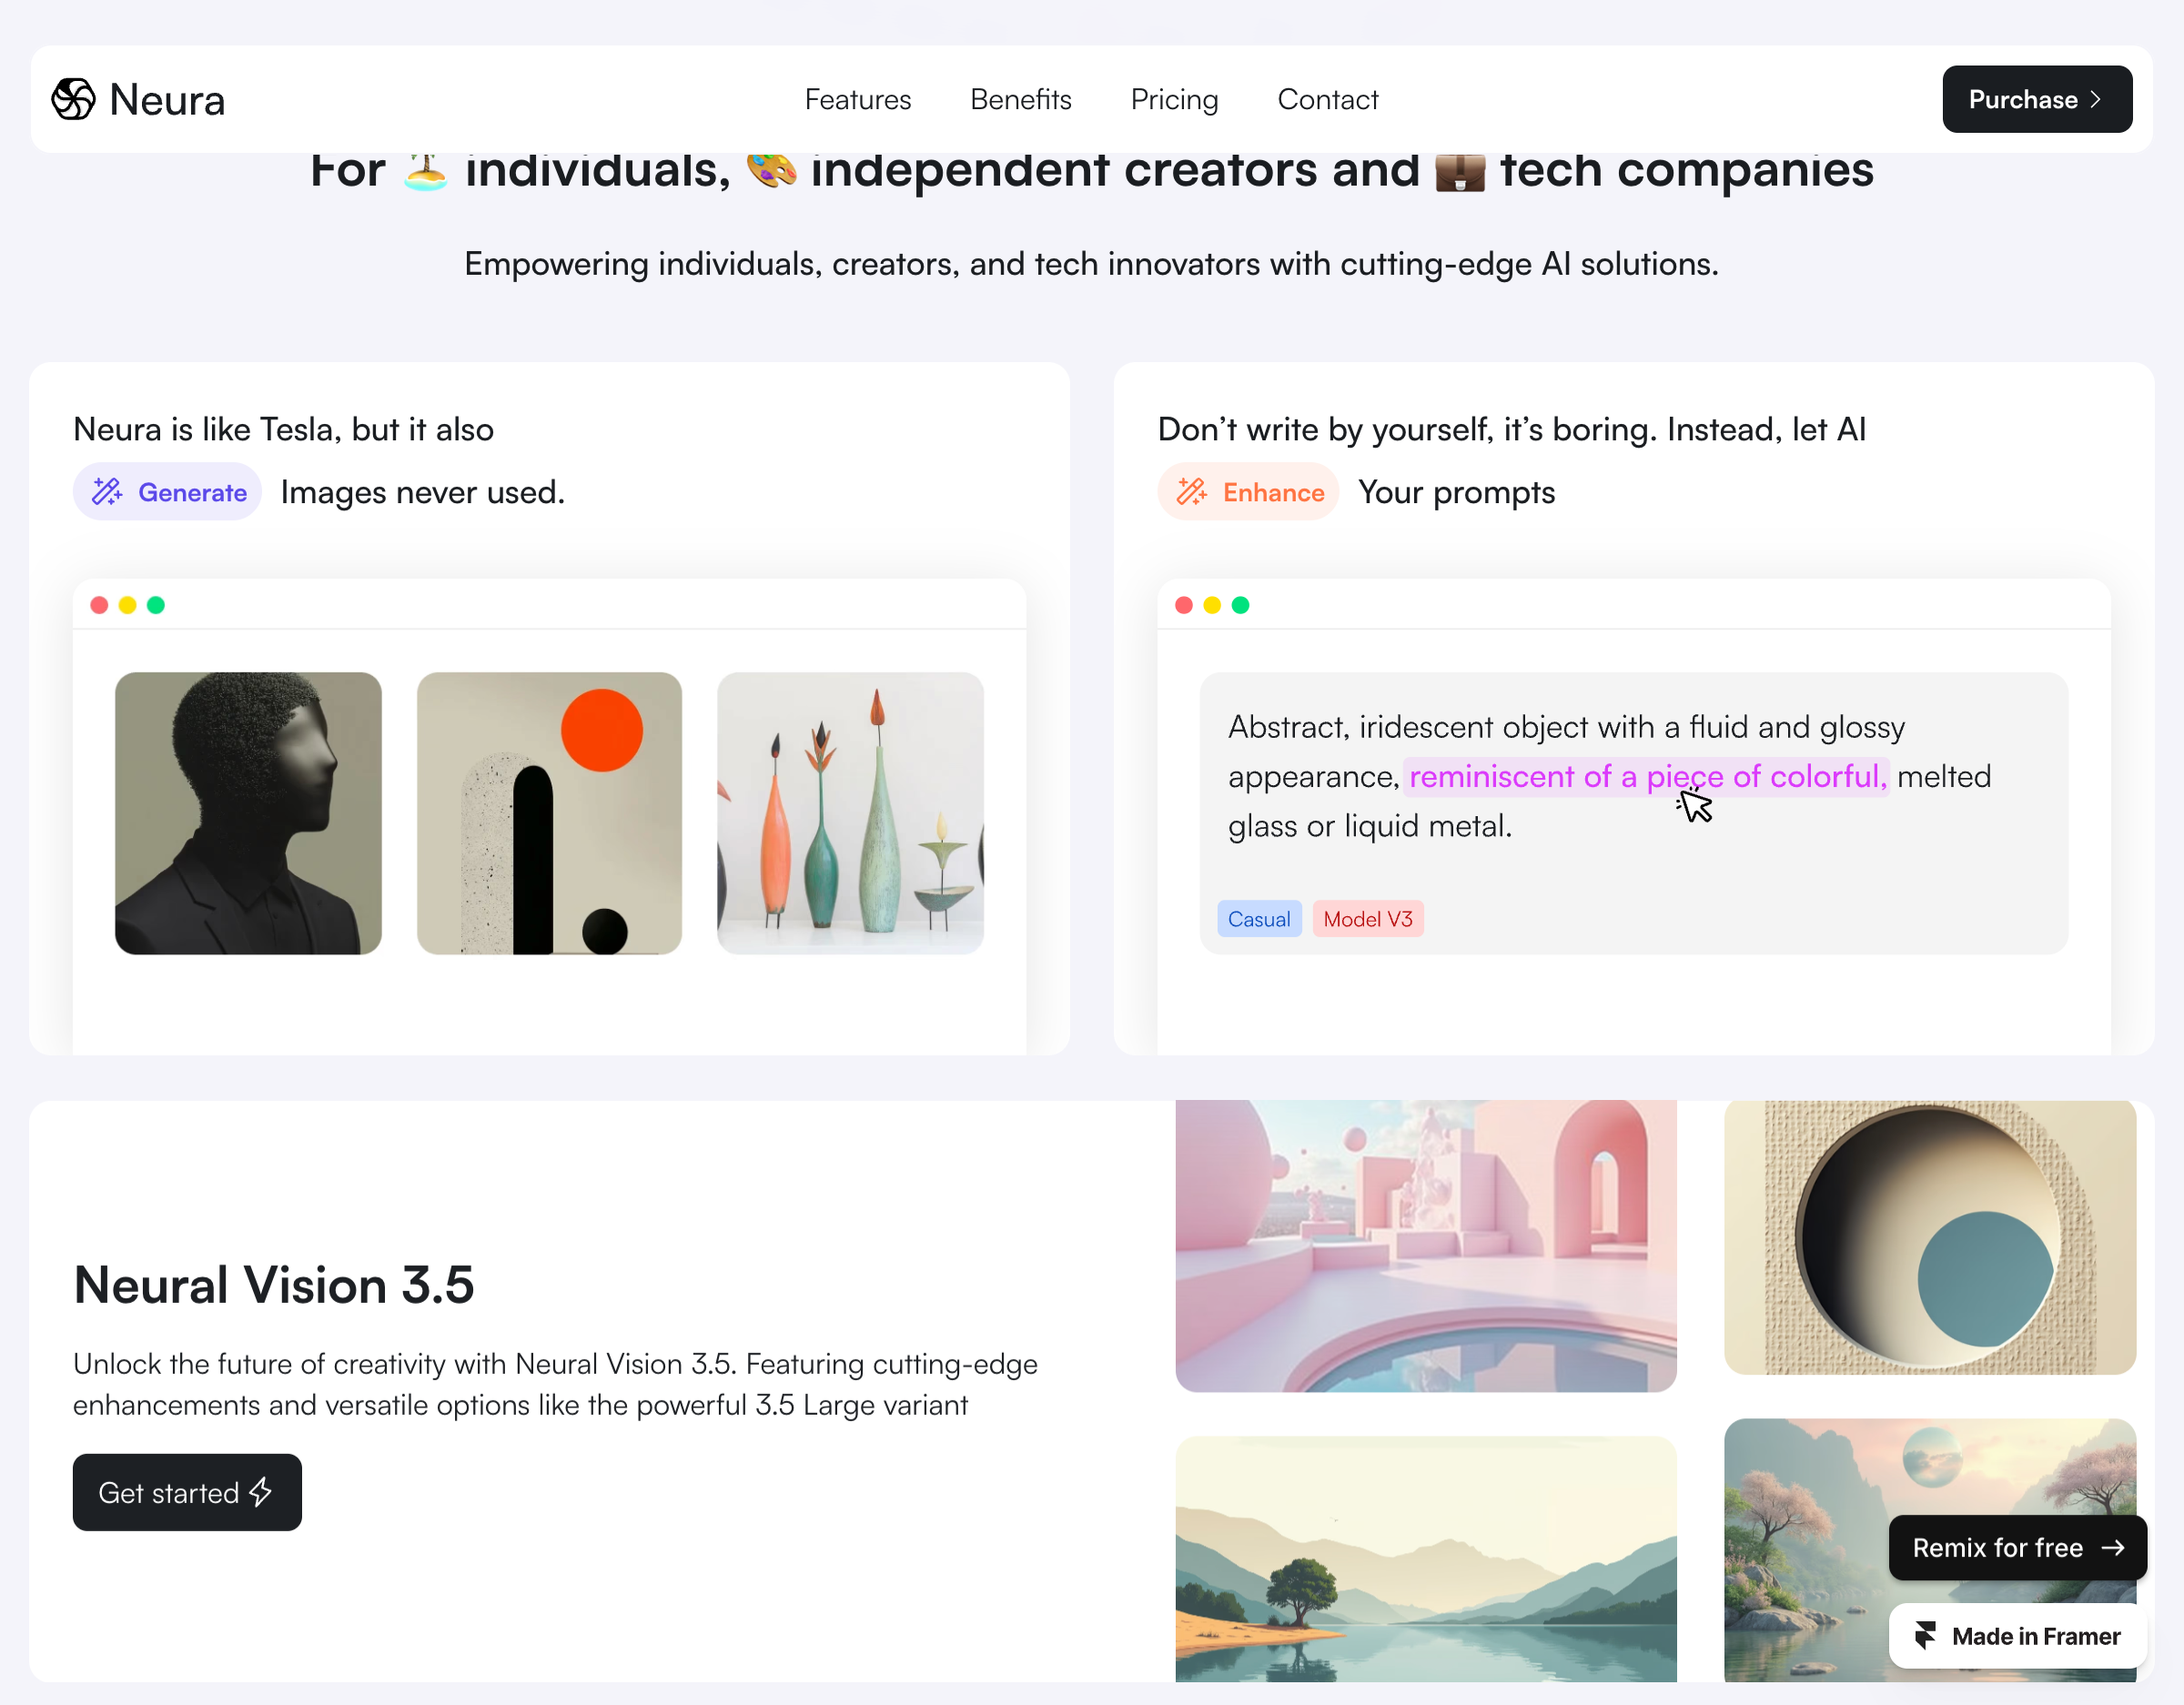 Neura
Features
Benefits
Pricing
Contact
Purchase
For 🏝️ individuals, 🎨 independent creators and 💼 tech companies
Empowering individuals, creators, and tech innovators with cutting-edge AI solutions.
Neura is like Tesla, but it also
Generate Images never used.
Don’t write by yourself, it’s boring. Instead, let AI
Enhance Your prompts
Abstract, iridescent object with a fluid and glossy
appearance, reminiscent of a piece of colorful, melted
glass or liquid metal.
Casual
Model V3
Neural Vision 3.5
Unlock the future of creativity with Neural Vision 3.5. Featuring cutting-edge
enhancements and versatile options like the powerful 3.5 Large variant
Get started
Remix for free →
Made in Framer